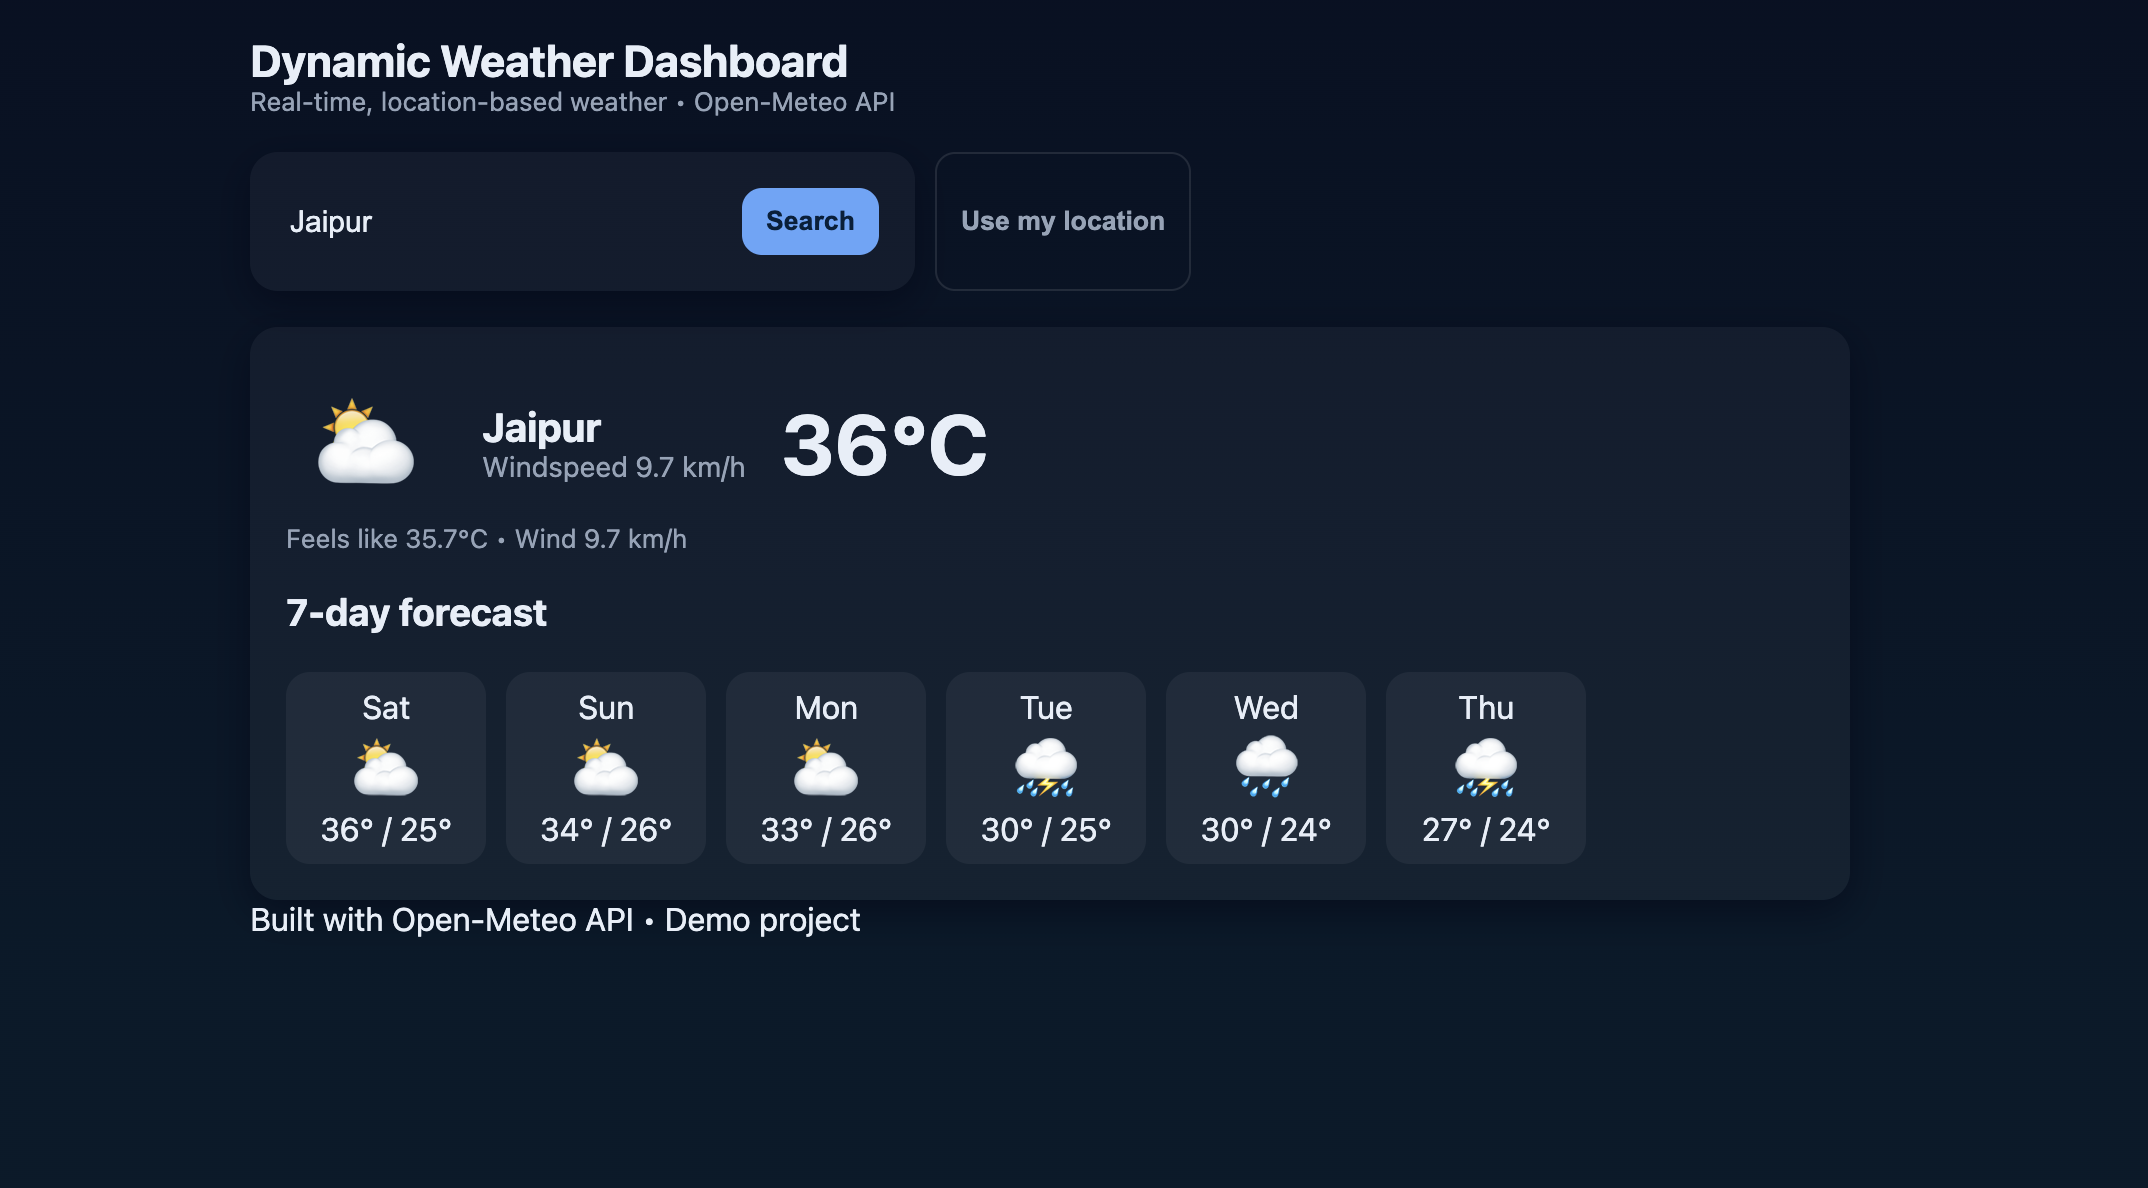 Dynamic Weather Dashboard
Real-time, location-based weather • Open-Meteo API
Jaipur
Search
Use my location
Jaipur
Windspeed 9.7 km/h
36°C
Feels like 35.7°C • Wind 9.7 km/h
7-day forecast
Sat
36° / 25°
Sun
34° / 26°
Mon
33° / 26°
Tue
30° / 25°
Wed
30° / 24°
Thu
27° / 24°
Built with Open-Meteo API • Demo project